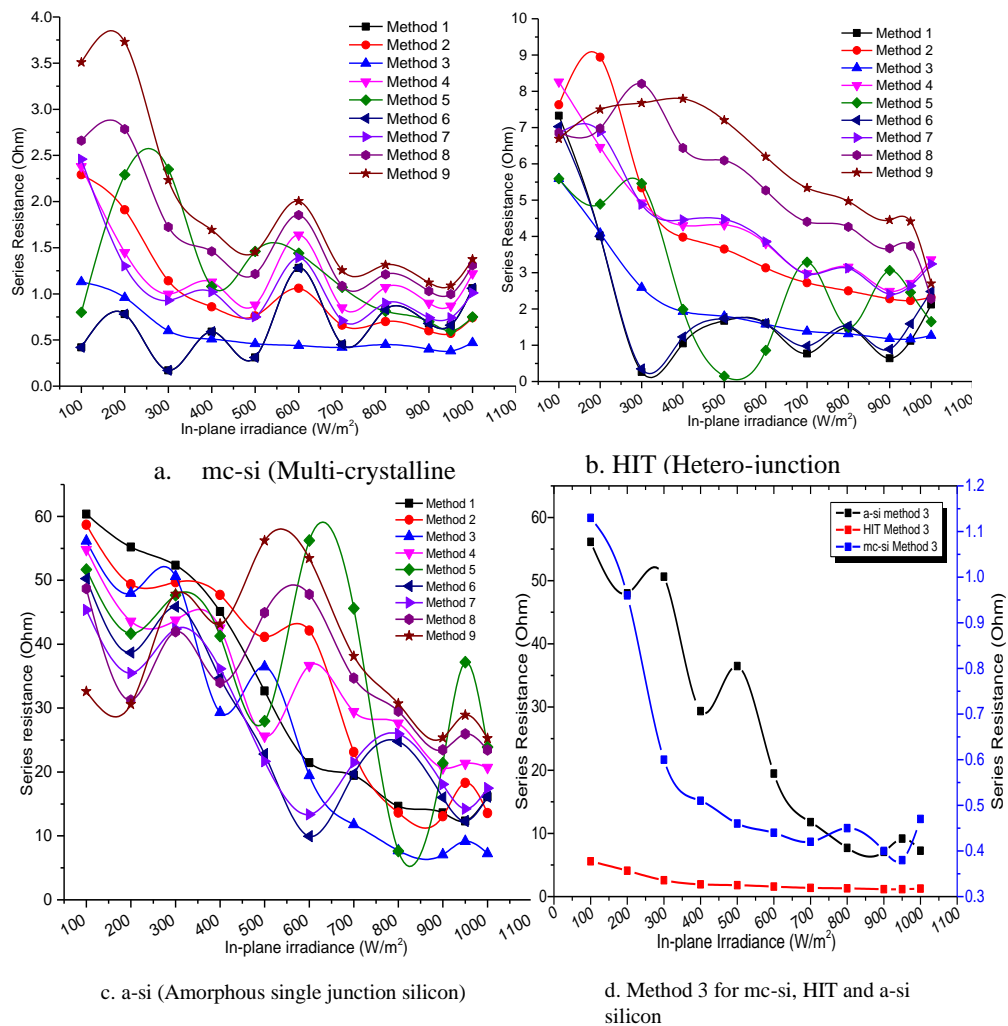 4.0
3.5
3.0
2.5
2.0
1.5
1.0
0.5
0.0
Series Resistance (Ohm)
Method 1
Method 2
Method 3
Method 4
Method 5
Method 6
Method 7
Method 8
Method 9
100 200 300 400 500 600 700 800 900 1000 1100
In-plane irradiance (W/m²)
a. mc-si (Multi-crystalline
10
9
8
7
6
5
4
3
2
1
0
Series Resistance (Ohm)
Method 1
Method 2
Method 3
Method 4
Method 5
Method 6
Method 7
Method 8
Method 9
100 200 300 400 500 600 700 800 900 1000 1100
In-plane irradiance (W/m²)
b. HIT (Hetero-junction
60
50
40
30
20
10
0
Series Resistance (Ohm)
Method 1
Method 2
Method 3
Method 4
Method 5
Method 6
Method 7
Method 8
Method 9
100 200 300 400 500 600 700 800 900 1000 1100
In-plane irradiance (W/m²)
c. a-si (Amorphous single junction silicon)
60
50
40
30
20
10
0
Series Resistance (Ohm)
a-si method 3
HIT Method 3
mc-si Method 3
1.2
1.1
1.0
0.9
0.8
0.7
0.6
0.5
0.4
0.3
Series Resistance (Ohm)
0 100 200 300 400 500 600 700 800 900 1000 1100
In-plane Irradiance (W/m²)
d. Method 3 for mc-si, HIT and a-si
silicon